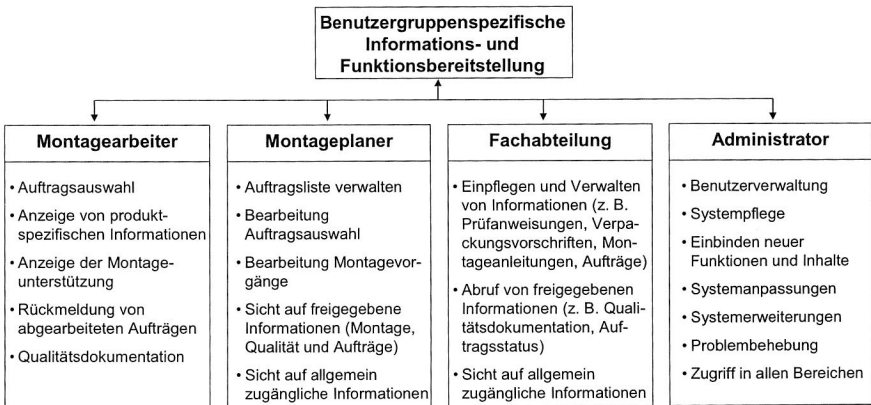 Benutzergruppenspezifische
Informations- und
Funktionsbereitstellung
Montagearbeiter
• Auftragsauswahl
• Anzeige von produkt-
spezifischen Informationen
• Anzeige der Montage-
unterstützung
• Rückmeldung von
abgearbeiteten Aufträgen
• Qualitätsdokumentation
Montageplaner
• Auftragsliste verwalten
• Bearbeitung
Auftragsauswahl
• Bearbeitung Montagevor-
gänge
• Sicht auf freigegebene
Informationen (Montage,
Qualität und Aufträge)
• Sicht auf allgemein
zugängliche Informationen
Fachabteilung
• Einpflegen und Verwalten
von Informationen (z. B.
Prüfanweisungen, Verpa-
ckungsvorschriften, Mon-
tageanleitungen, Aufträge)
• Abruf von freigegebenen
Informationen (z. B. Quali-
tätsdokumentation, Auf-
tragsstatus)
• Sicht auf allgemein
zugängliche Informationen
Administrator
• Benutzerverwaltung
• Systempflege
• Einbinden neuer
Funktionen und Inhalte
• Systemanpassungen
• Systemerweiterungen
• Problembehebung
• Zugriff in allen Bereichen